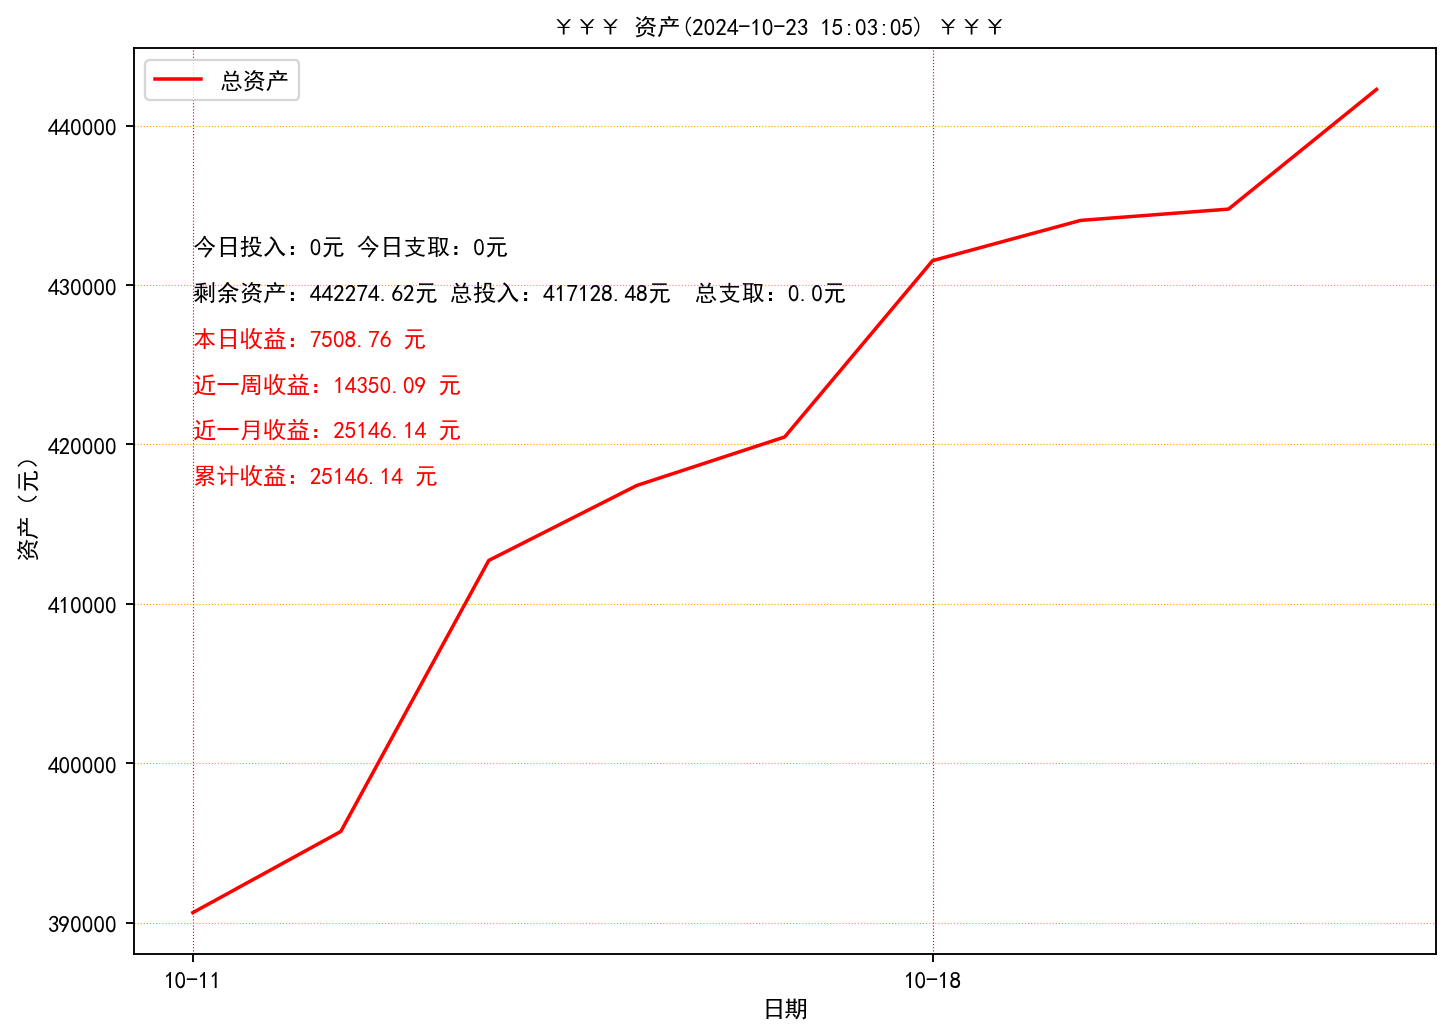 ￥￥￥ 资产(2024-10-23 15:03:05) ￥￥￥
总资产
440000
430000
420000
410000
400000
390000
今日投入：0元 今日支取：0元
剩余资产：442274.62元 总投入：417128.48元  总支取：0.0元
本日收益：7508.76 元
近一周收益：14350.09 元
近一月收益：25146.14 元
累计收益：25146.14 元
资产（元）
10-11
10-18
日期